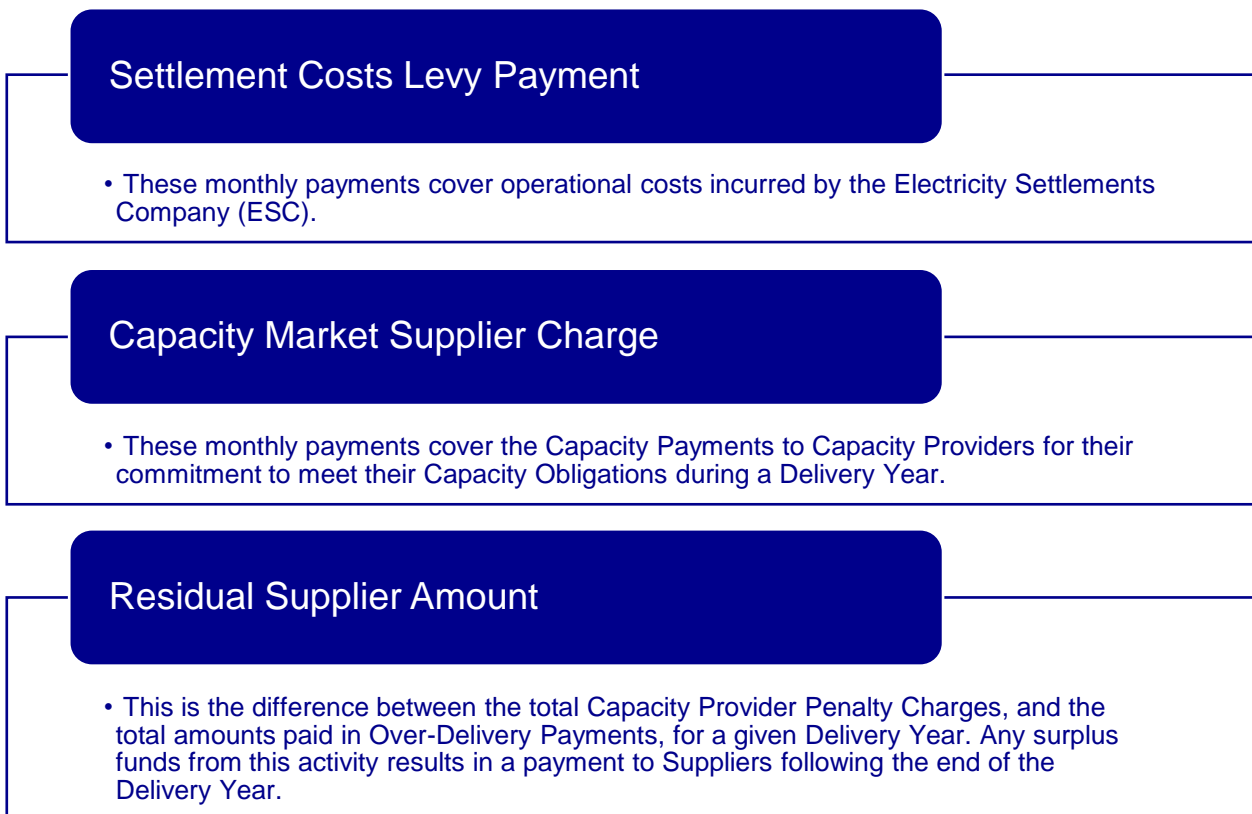 Settlement Costs Levy Payment
• These monthly payments cover operational costs incurred by the Electricity Settlements
Company (ESC).
Capacity Market Supplier Charge
• These monthly payments cover the Capacity Payments to Capacity Providers for their
commitment to meet their Capacity Obligations during a Delivery Year.
Residual Supplier Amount
• This is the difference between the total Capacity Provider Penalty Charges, and the
total amounts paid in Over-Delivery Payments, for a given Delivery Year. Any surplus
funds from this activity results in a payment to Suppliers following the end of the
Delivery Year.